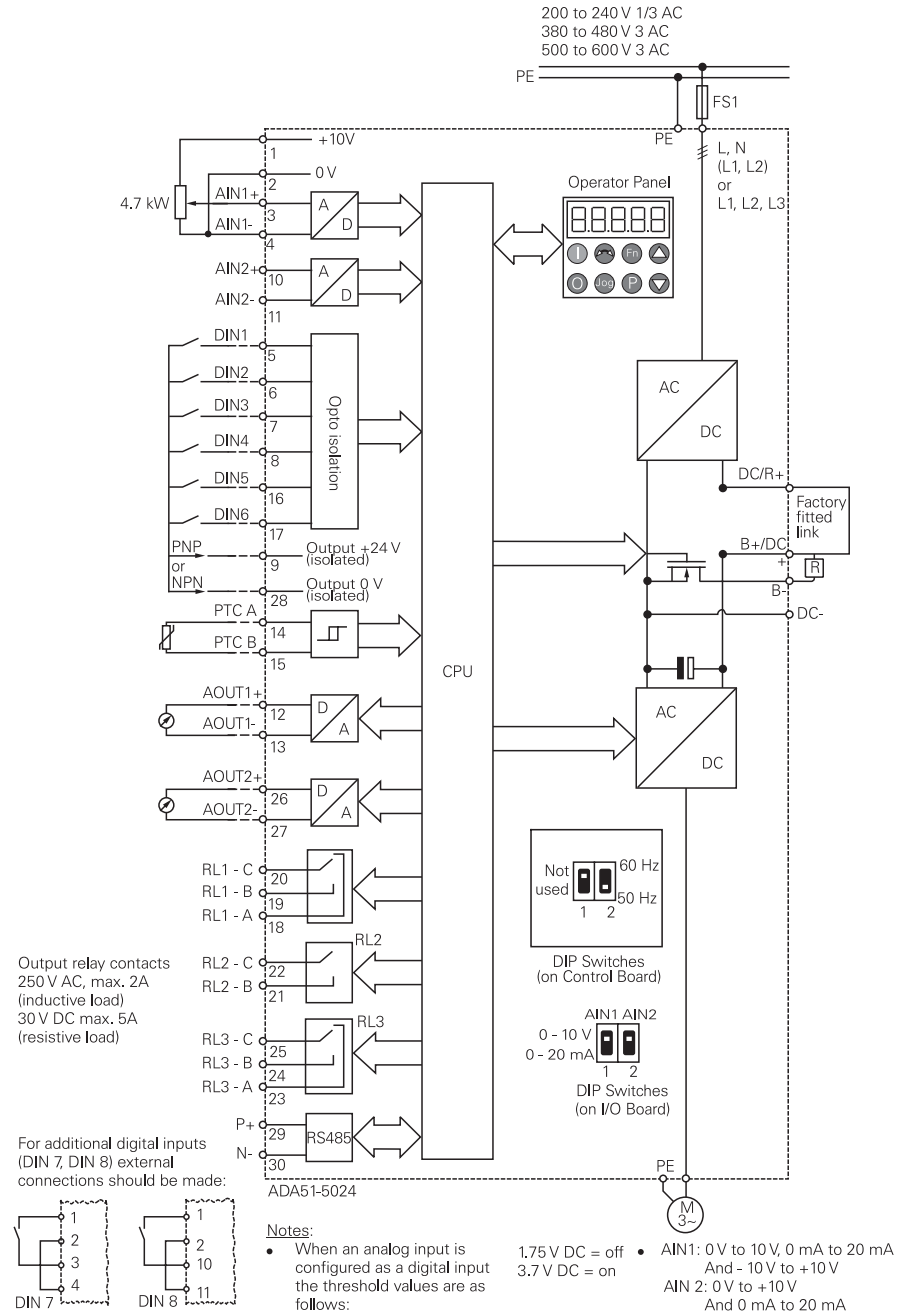 200 to 240 V 1/3 AC
380 to 480 V 3 AC
500 to 600 V 3 AC
PE
FS1
PE
L, N
(L1, L2)
or
L1, L2, L3
+10V
1
0 V
2
4.7 kW
AIN1+
3
AIN1-
4
A
D
AIN2+
10
AIN2-
11
A
D
Operator Panel
8.8.8.8.8
I
Fn
O
Jog
P
DIN1
5
DIN2
6
DIN3
7
DIN4
8
DIN5
16
DIN6
17
Opto isolation
PNP
or
NPN
9
Output +24 V
(isolated)
28
Output 0 V
(isolated)
PTC A
14
PTC B
15
CPU
AC
DC
DC/R+
Factory
fitted
link
B+/DC
+
R
B-
DC-
AC
DC
AOUT1+
12
AOUT1-
13
D
A
AOUT2+
26
AOUT2-
27
D
A
RL1 - C
20
RL1 - B
19
RL1 - A
18
RL2
RL2 - C
22
RL2 - B
21
RL3
RL3 - C
25
RL3 - B
24
RL3 - A
23
P+
29
N-
30
RS485
ADA51-5024
Not
used
60 Hz
50 Hz
1 2
DIP Switches
(on Control Board)
AIN1 AIN2
0 - 10 V
0 - 20 mA
1 2
DIP Switches
(on I/O Board)
PE
M
3~
Output relay contacts
250 V AC, max. 2A
(inductive load)
30 V DC max. 5A
(resistive load)
For additional digital inputs
(DIN 7, DIN 8) external
connections should be made:
1
2
3
4
DIN 7
1
2
10
11
DIN 8
Notes:
• When an analog input is
configured as a digital input
the threshold values are as
follows:
1.75 V DC = off
3.7 V DC = on
• AIN1: 0 V to 10 V, 0 mA to 20 mA
And - 10 V to +10 V
AIN 2: 0 V to +10 V
And 0 mA to 20 mA